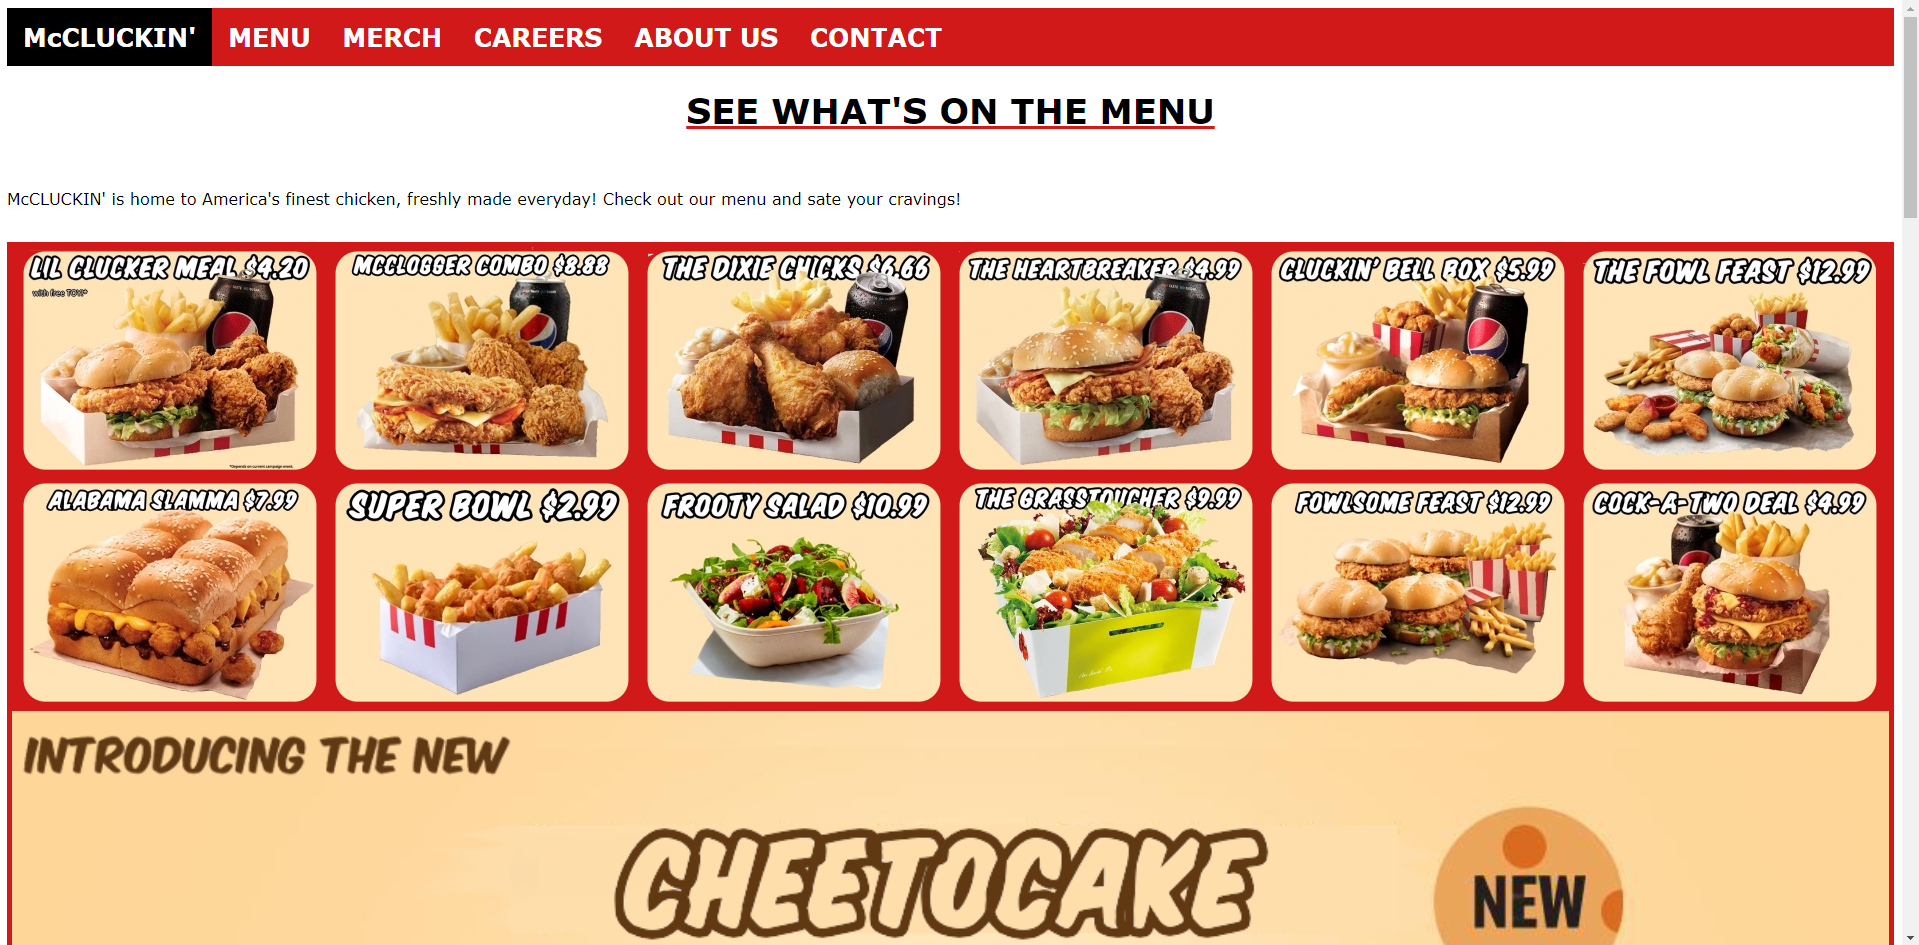 McCLUCKIN' MENU MERCH CAREERS ABOUT US CONTACT
SEE WHAT'S ON THE MENU
McCLUCKIN' is home to America's finest chicken, freshly made everyday! Check out our menu and sate your cravings!
LIL CLUCKER MEAL $4.20
with free TOY!*
*Depends on current campaign event.
MCCLOGGER COMBO $8.88
THE DIXIE CHICKS $6.66
THE HEARTBREAKER $4.99
CLUCKIN' BELL BOX $5.99
THE FOWL FEAST $12.99
ALABAMA SLAMMA $7.99
SUPER BOWL $2.99
FROOTY SALAD $10.99
THE GRASSTOUCHER $9.99
FOWLSOME FEAST $12.99
COCK-A-TWO DEAL $4.99
INTRODUCING THE NEW
CHEETOCAKE
NEW